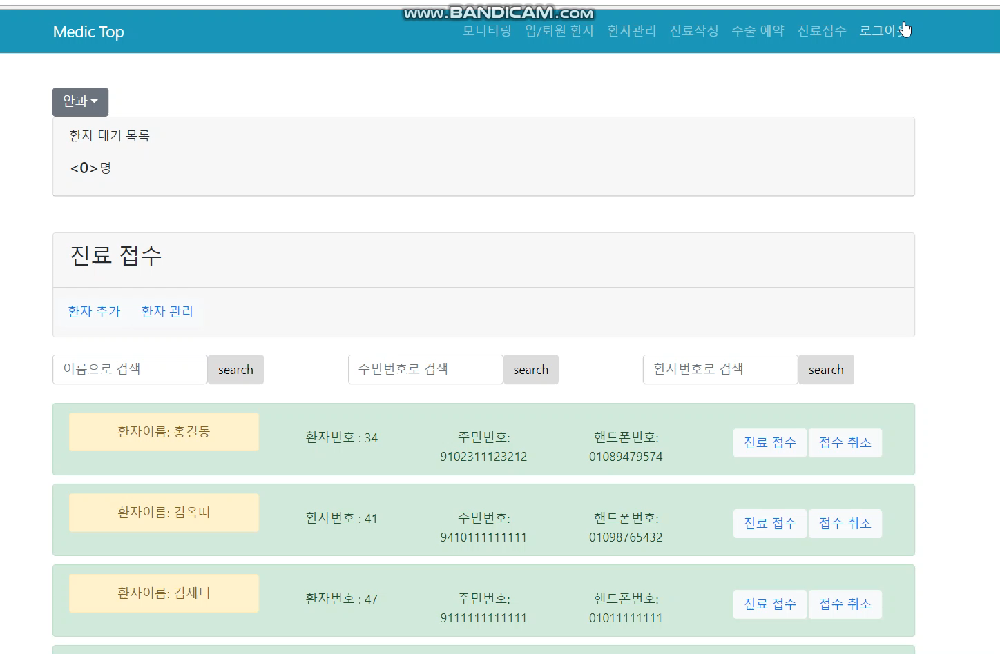 www.BANDICAM.com
Medic Top
모니터링 입/퇴원 환자 환자관리 진료작성 수술 예약 진료접수 로그아웃
안과
환자 대기 목록
<0>명
진료 접수
환자 추가 환자 관리
이름으로 검색 search 주민번호로 검색 search 환자번호로 검색 search
환자이름: 홍길동 환자번호 : 34 주민번호: 핸드폰번호: 진료 접수 접수 취소
9102311123212 01089479574
환자이름: 김옥띠 환자번호 : 41 주민번호: 핸드폰번호: 진료 접수 접수 취소
9410111111111 01098765432
환자이름: 김제니 환자번호 : 47 주민번호: 핸드폰번호: 진료 접수 접수 취소
9111111111111 01011111111